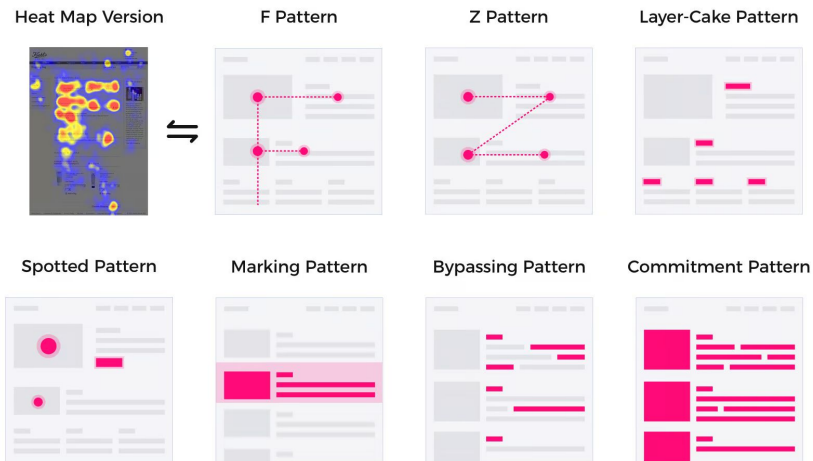 Heat Map Version
F Pattern
Z Pattern
Layer-Cake Pattern
Spotted Pattern
Marking Pattern
Bypassing Pattern
Commitment Pattern